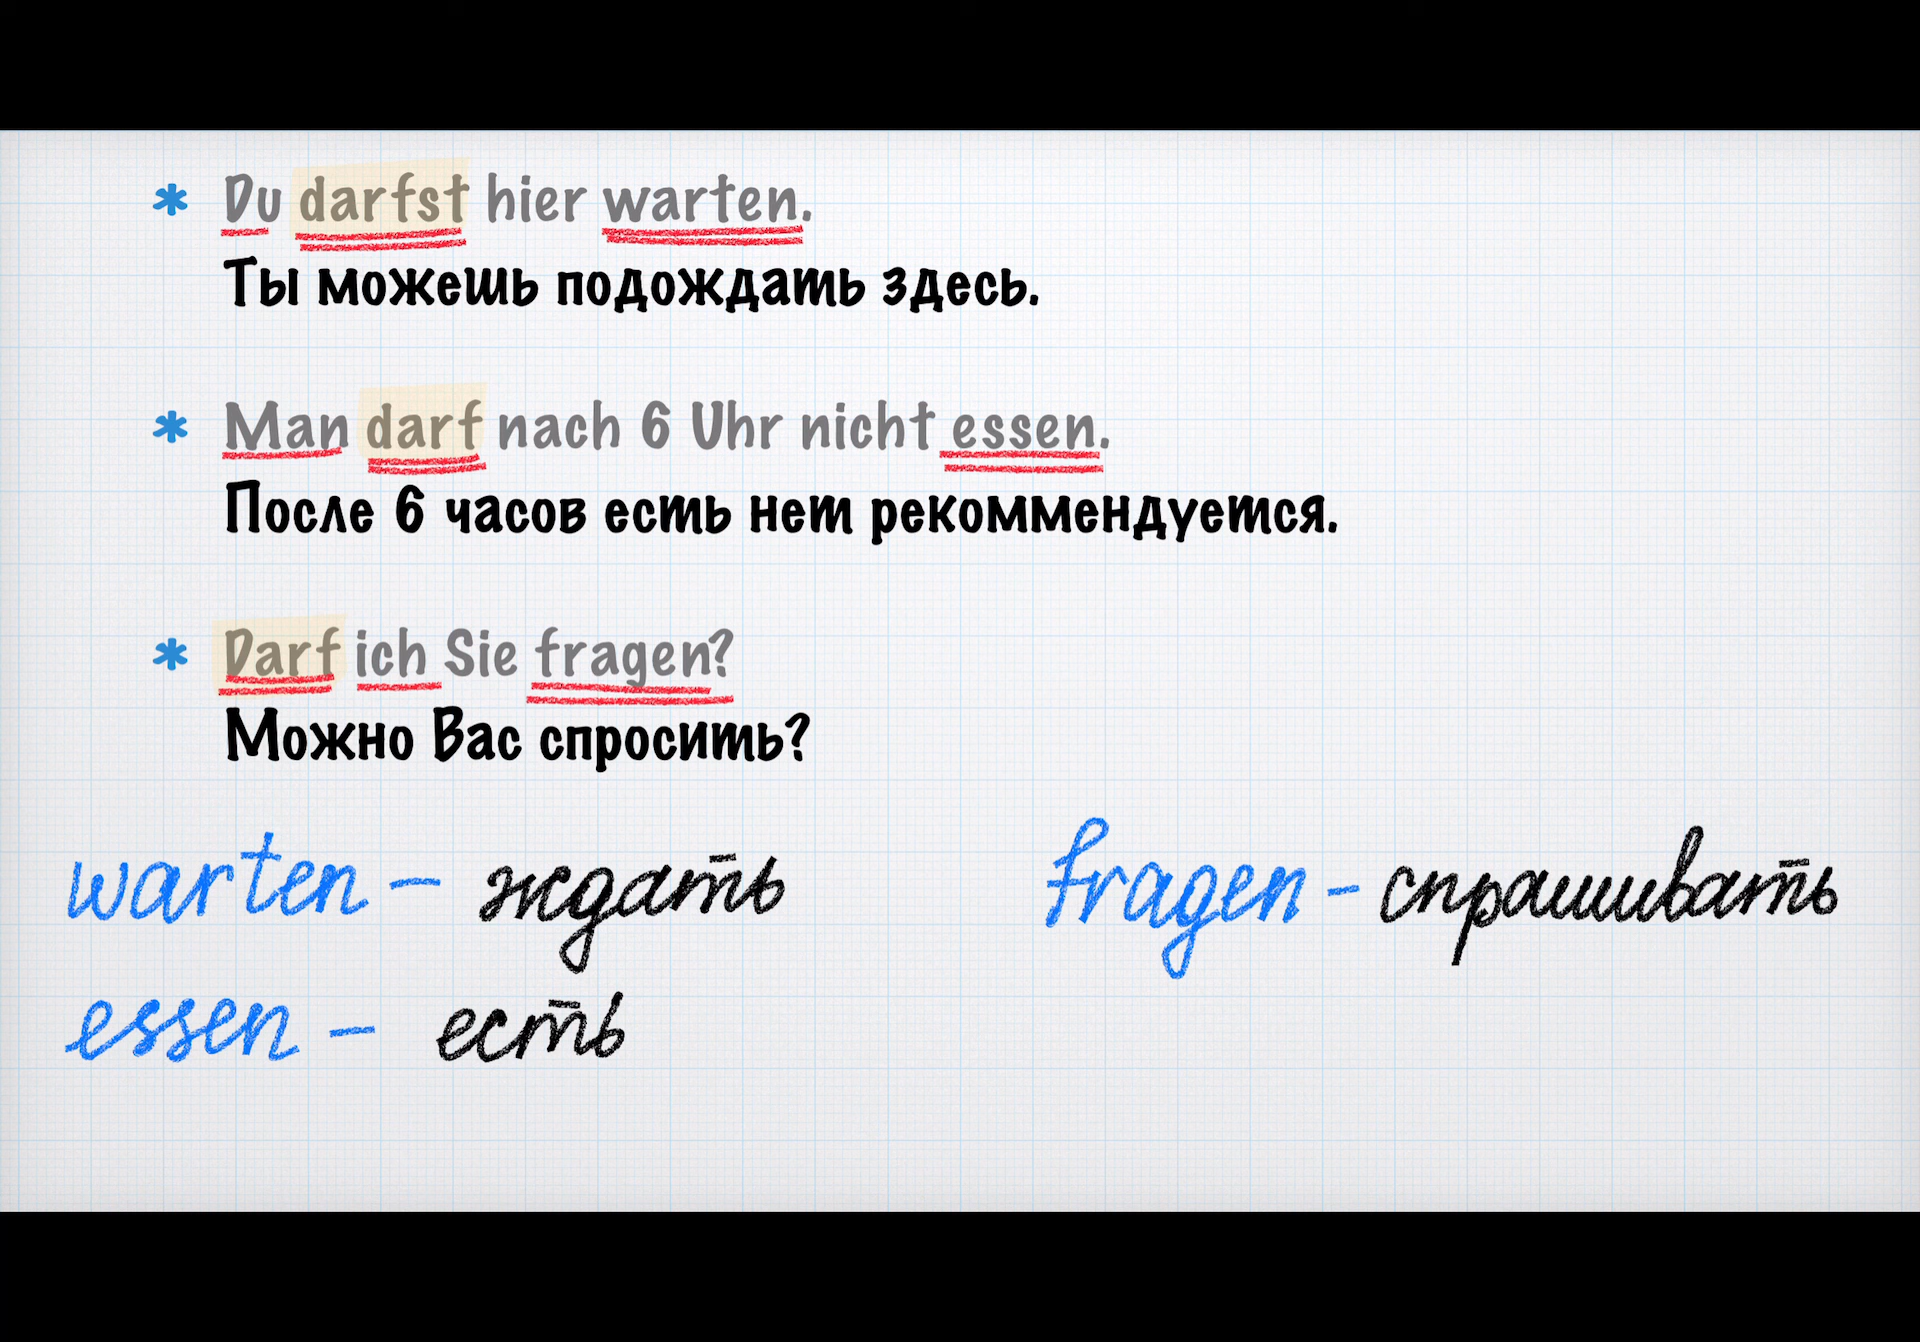 * Du darfst hier warten.
Ты можешь подождать здесь.
* Man darf nach 6 Uhr nicht essen.
После 6 часов есть нет рекоммендуется.
* Darf ich Sie fragen?
Можно Вас спросить?
warten – ждать
fragen – спрашивать
essen – есть